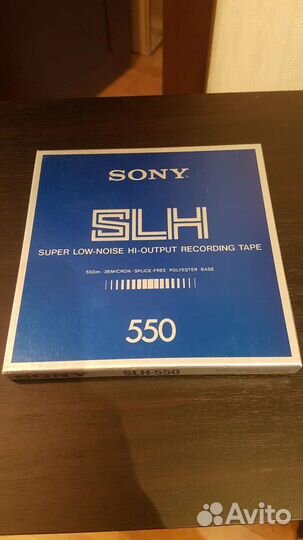 SONY
SLH
SUPER LOW-NOISE HI-OUTPUT RECORDING TAPE
550m · 36MICRON · SPLICE-FREE POLYESTER BASE
550
SONY SLH-550
Avito